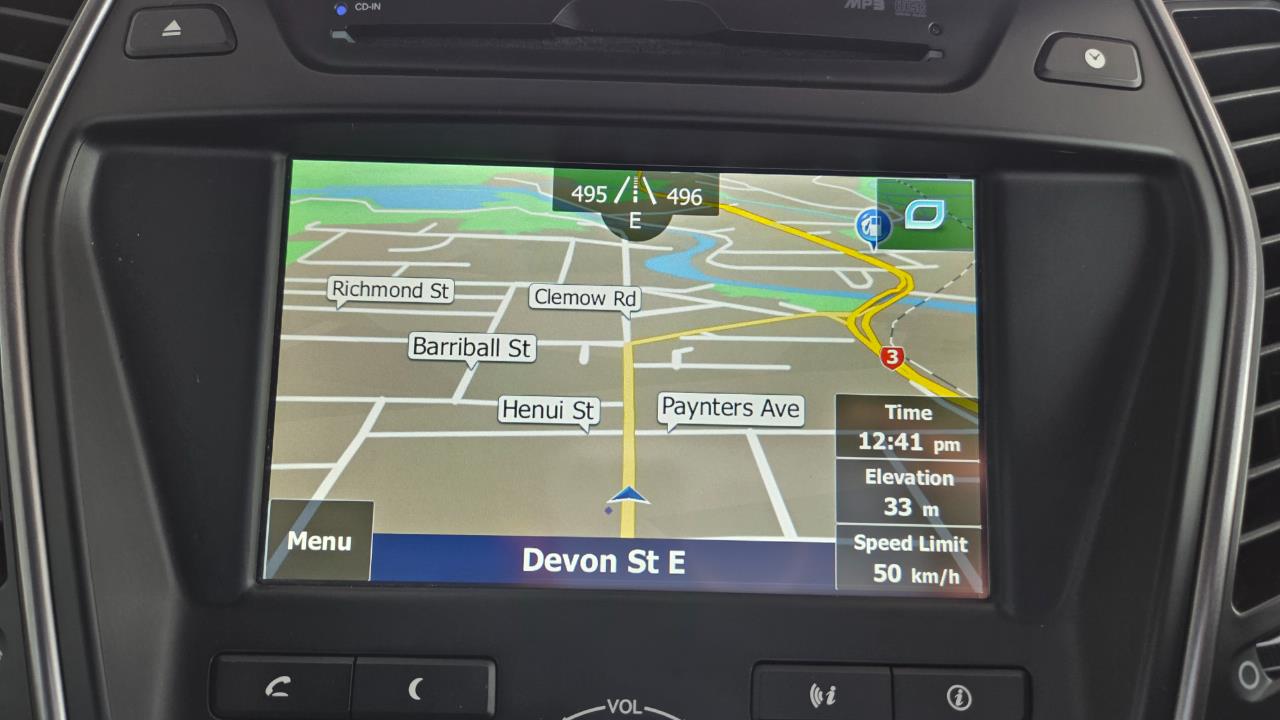 CD-IN
MP3
495
496
E
Richmond St
Clemow Rd
Barriball St
3
Henui St
Paynters Ave
Time
12:41 pm
Elevation
33 m
Speed Limit
50 km/h
Menu
Devon St E
VOL